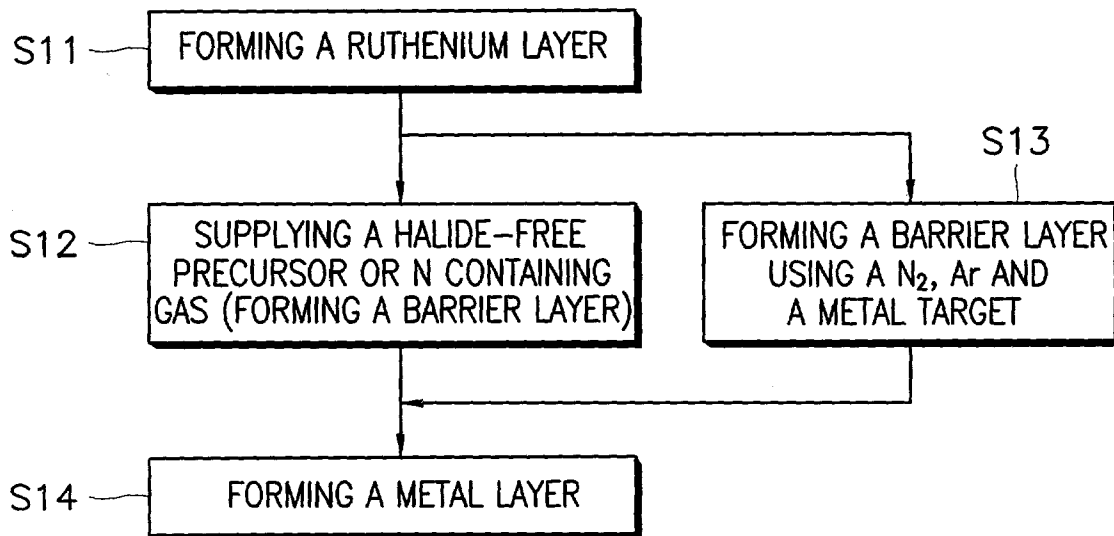 S11
FORMING A RUTHENIUM LAYER
S13
S12
SUPPLYING A HALIDE-FREE
PRECURSOR OR N CONTAINING
GAS (FORMING A BARRIER LAYER)
FORMING A BARRIER LAYER
USING A N₂, Ar AND
A METAL TARGET
S14
FORMING A METAL LAYER